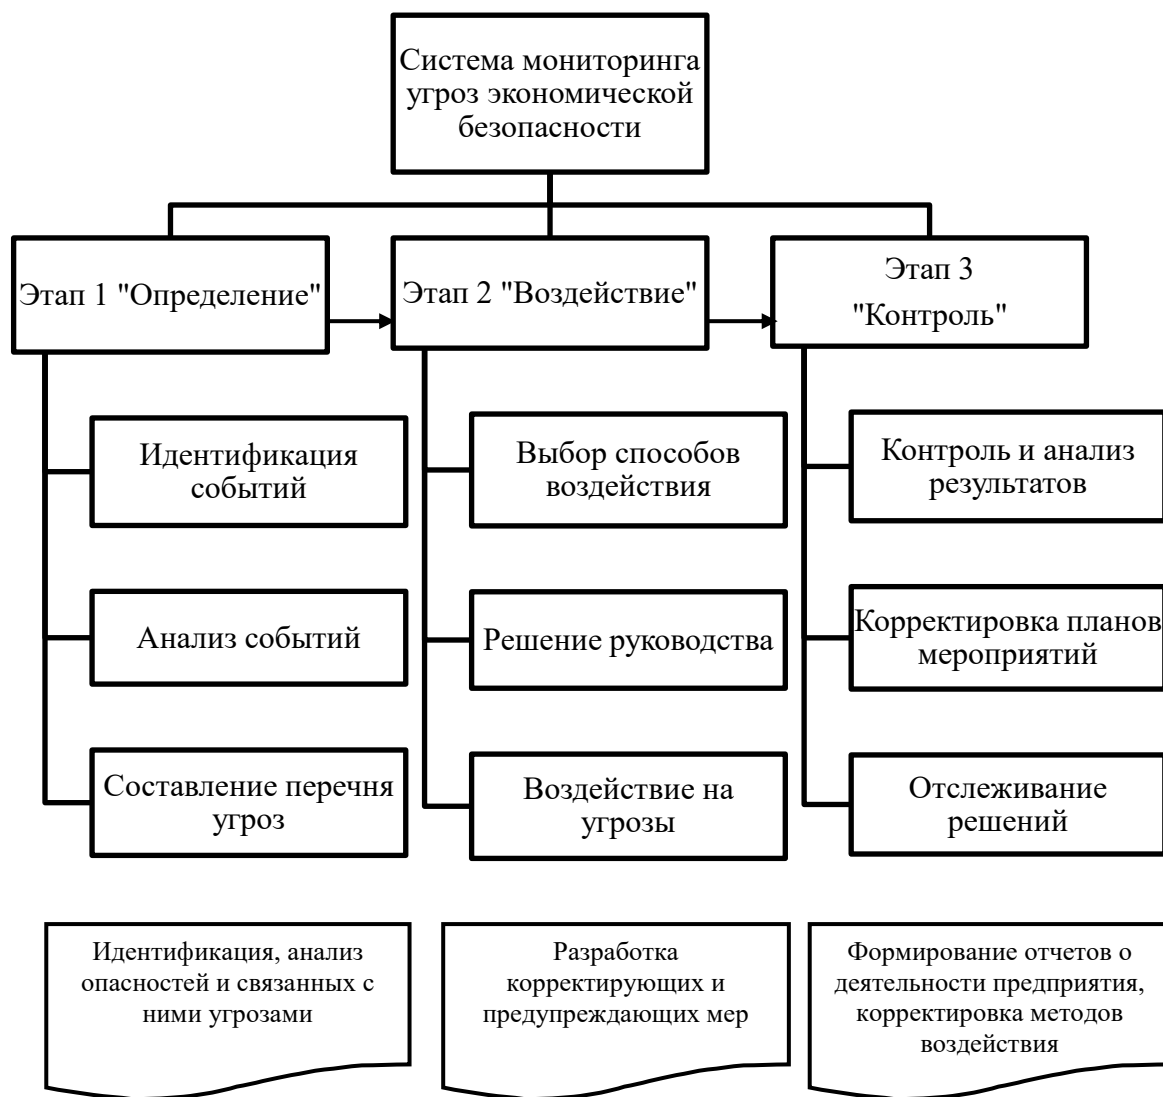 Система мониторинга
угроз экономической
безопасности
Этап 1 "Определение"
Этап 2 "Воздействие"
Этап 3
"Контроль"
Идентификация
событий
Анализ событий
Составление перечня
угроз
Выбор способов
воздействия
Решение руководства
Воздействие на
угрозы
Контроль и анализ
результатов
Корректировка планов
мероприятий
Отслеживание
решений
Идентификация, анализ
опасностей и связанных с
ними угрозами
Разработка
корректирующих и
предупреждающих мер
Формирование отчетов о
деятельности предприятия,
корректировка методов
воздействия